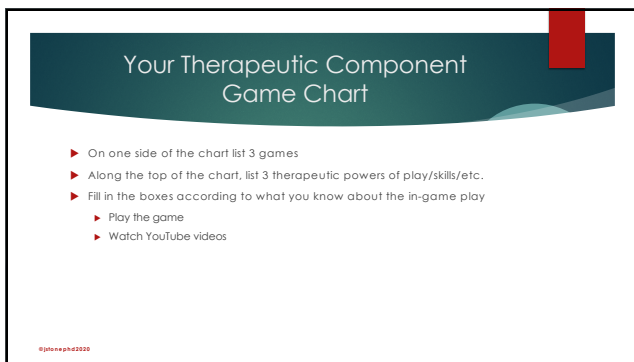 Your Therapeutic Component
Game Chart
On one side of the chart list 3 games
Along the top of the chart, list 3 therapeutic powers of play/skills/etc.
Fill in the boxes according to what you know about the in-game play
Play the game
Watch YouTube videos
©jstonephd2020